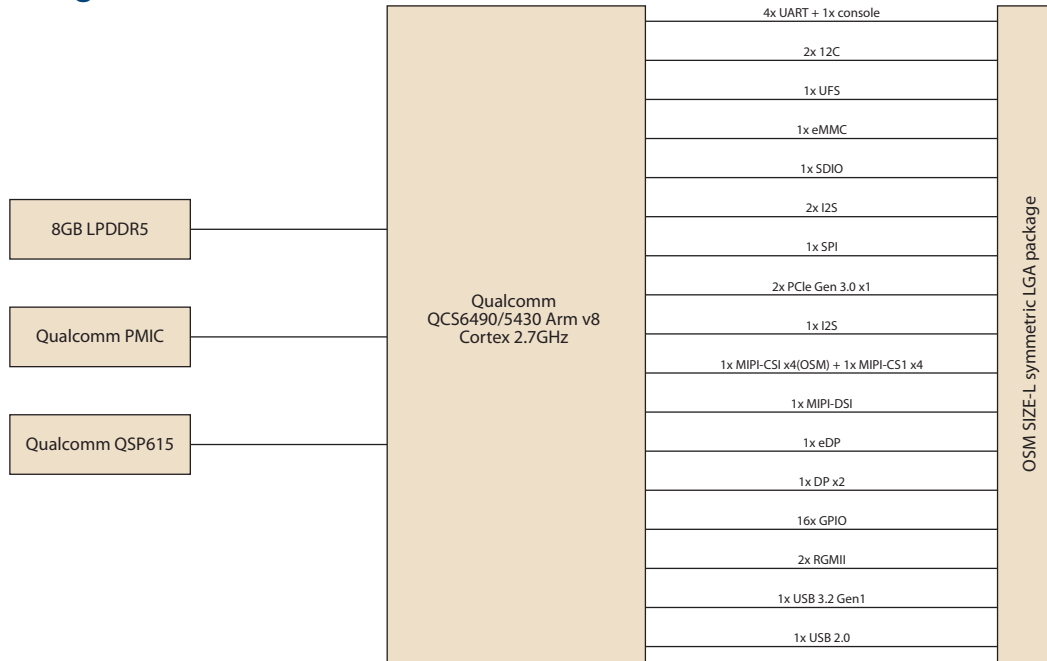 8GB LPDDR5
Qualcomm PMIC
Qualcomm QSP615
Qualcomm
QCS6490/5430 Arm v8
Cortex 2.7GHz
4x UART + 1x console
2x 12C
1x UFS
1x eMMC
1x SDIO
2x I2S
1x SPI
2x PCIe Gen 3.0 x1
1x I2S
1x MIPI-CSI x4(OSM) + 1x MIPI-CS1 x4
1x MIPI-DSI
1x eDP
1x DP x2
16x GPIO
2x RGMII
1x USB 3.2 Gen1
1x USB 2.0
OSM SIZE-L symmetric LGA package